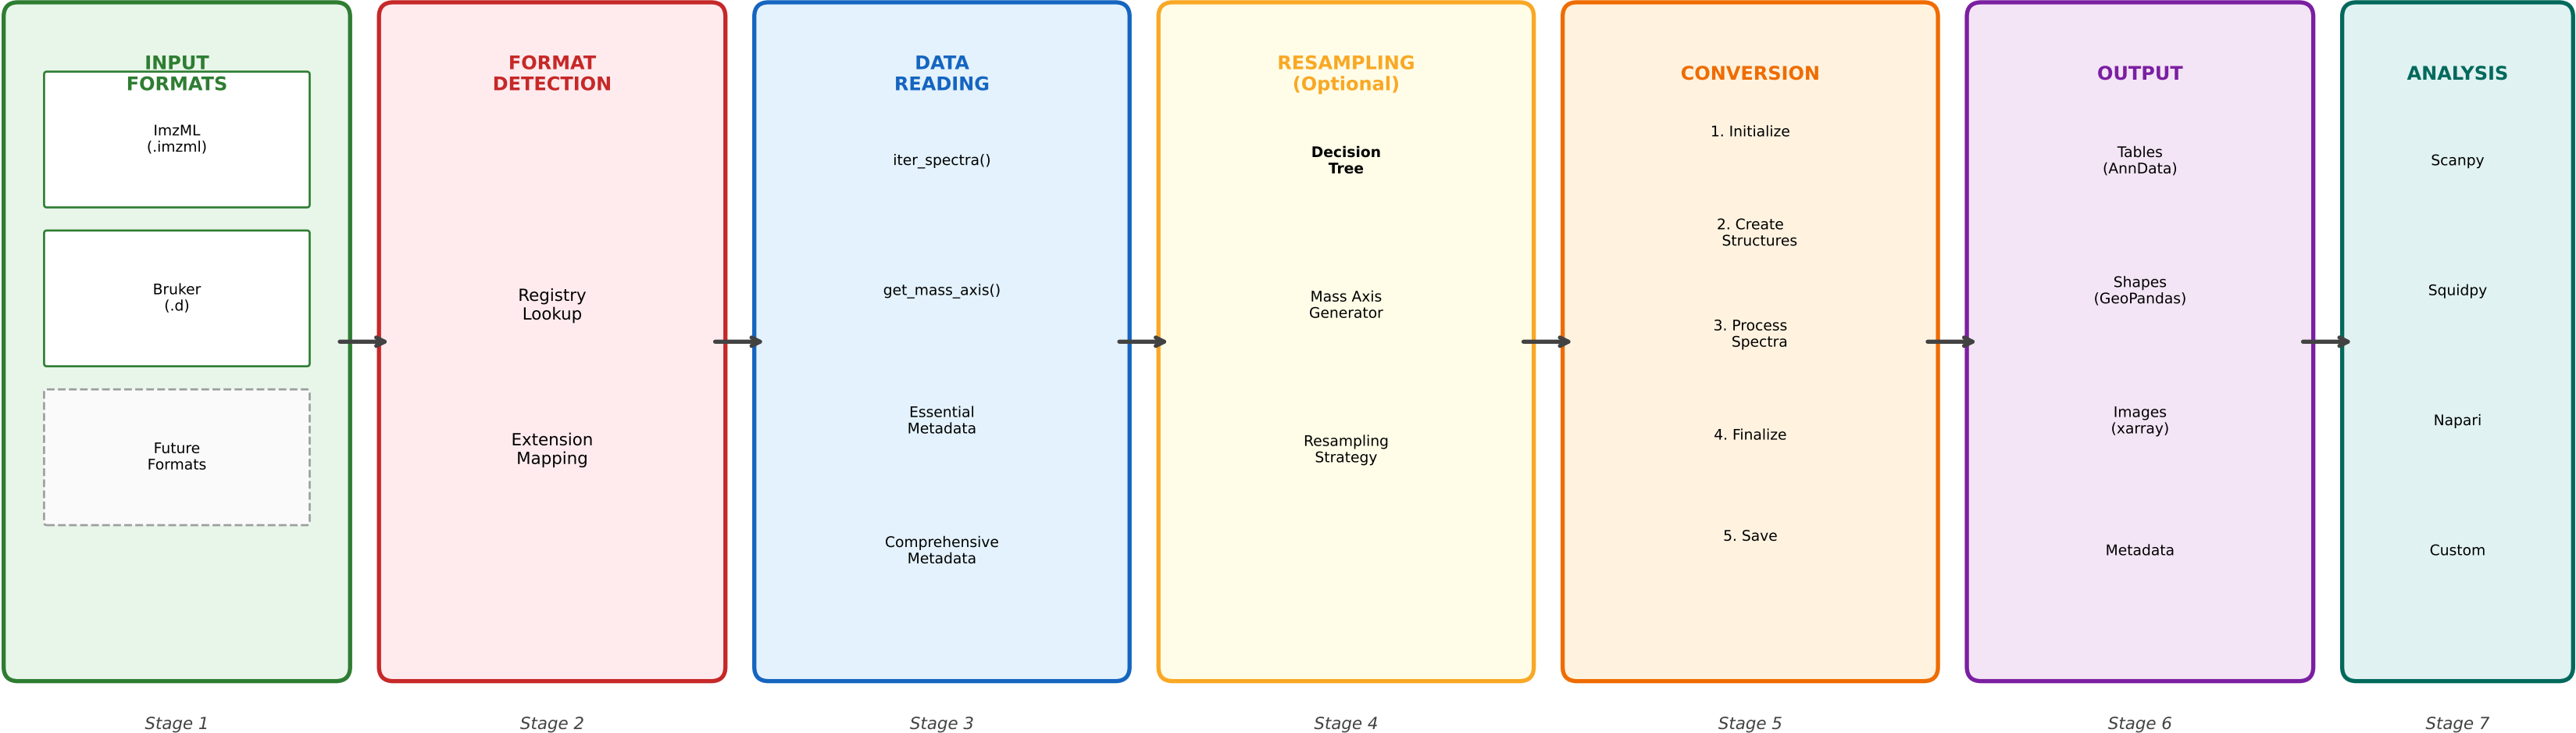 INPUT
FORMATS
ImzML
(.imzml)
Bruker
(.d)
Future
Formats
Stage 1
FORMAT
DETECTION
Registry
Lookup
Extension
Mapping
Stage 2
DATA
READING
iter_spectra()
get_mass_axis()
Essential
Metadata
Comprehensive
Metadata
Stage 3
RESAMPLING
(Optional)
Decision
Tree
Mass Axis
Generator
Resampling
Strategy
Stage 4
CONVERSION
1. Initialize
2. Create
Structures
3. Process
Spectra
4. Finalize
5. Save
Stage 5
OUTPUT
Tables
(AnnData)
Shapes
(GeoPandas)
Images
(xarray)
Metadata
Stage 6
ANALYSIS
Scanpy
Squidpy
Napari
Custom
Stage 7